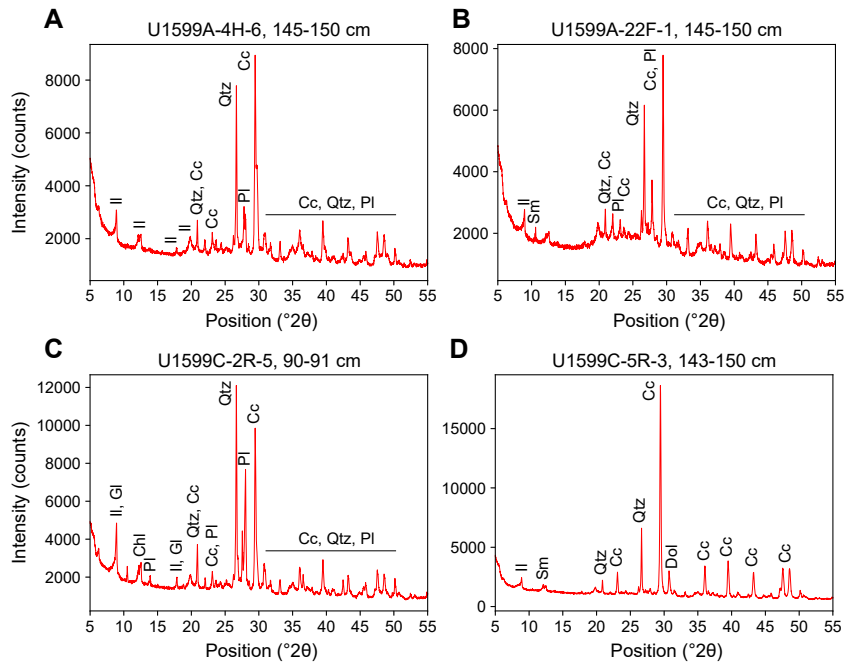 A
U1599A-4H-6, 145-150 cm
Intensity (counts)
8000
6000
4000
2000
Il
Il
Il
Il
Qtz, Cc
Cc
Qtz
Pl
Cc
Cc, Qtz, Pl
5 10 15 20 25 30 35 40 45 50 55
Position (°2θ)
B
U1599A-22F-1, 145-150 cm
8000
6000
4000
2000
Il
Sm
Qtz, Cc
Pl
Cc
Qtz
Cc, Pl
Cc, Qtz, Pl
5 10 15 20 25 30 35 40 45 50 55
Position (°2θ)
C
U1599C-2R-5, 90-91 cm
Intensity (counts)
12000
10000
8000
6000
4000
2000
Il, Gl
Chl
Pl
Il, Gl
Qtz, Cc
Cc, Pl
Qtz
Pl
Cc
Cc, Qtz, Pl
5 10 15 20 25 30 35 40 45 50 55
Position (°2θ)
D
U1599C-5R-3, 143-150 cm
15000
10000
5000
0
Il
Sm
Qtz
Cc
Qtz
Cc
Dol
Cc
Cc
Cc
Cc
5 10 15 20 25 30 35 40 45 50 55
Position (°2θ)